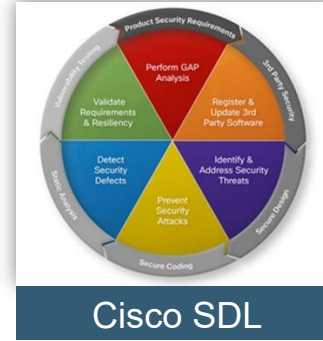 Product Security Requirements
Perform GAP
Analysis
3rd Party Security
Register &
Update 3rd
Party Software
Secure Design
Identify &
Address Security
Threats
Secure Coding
Prevent
Security
Attacks
Static Analysis
Detect
Security
Defects
Vulnerability Testing
Validate
Requirements
& Resiliency
Cisco SDL